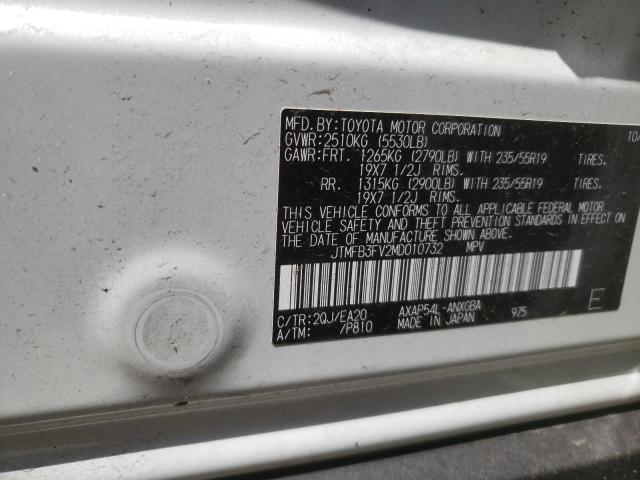 MFD. BY: TOYOTA MOTOR CORPORATION 10/
GVWR: 2510KG (5530LB)
GAWR: FRT. 1265KG (2790LB) WITH 235/55R19 TIRES.
19X7 1/2J RIMS.
RR. 1315KG (2900LB) WITH 235/55R19 TIRES.
19X7 1/2J RIMS.
THIS VEHICLE CONFORMS TO ALL APPLICABLE FEDERAL MOTOR
VEHICLE SAFETY AND THEFT PREVENTION STANDARDS IN EFFECT ON
THE DATE OF MANUFACTURE SHOWN ABOVE.
JTMFB3FV2MD010732 MPV
C/TR: 2QJ/EA20 AXAP54L-ANXGBA
A/TM: /P810 MADE IN JAPAN 975 E